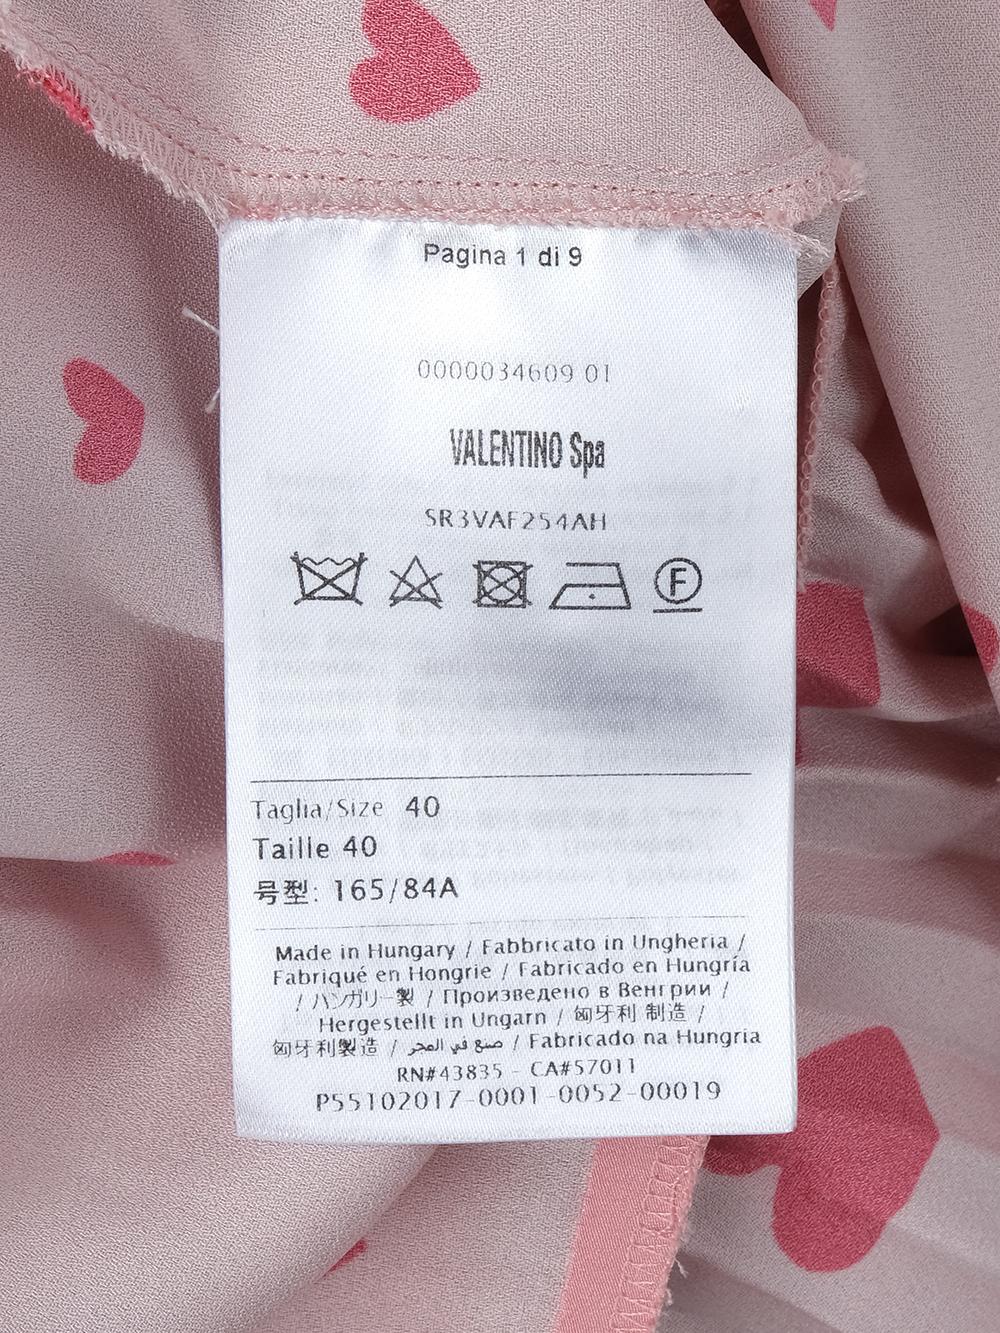 Pagina 1 di 9
0000034609 01
VALENTINO Spa
SR3VAF254AH
F
Taglia/Size 40
Taille 40
号型: 165/84A
Made in Hungary / Fabbricato in Ungheria /
Fabriqué en Hongrie / Fabricado en Hungría
/ ハンガリー製 / Произведено в Венгрии /
Hergestellt in Ungarn / 匈牙利 制造 /
匈牙利製造 / صنع في المجر / Fabricado na Hungria
RN#43835 - CA#57011
P55102017-0001-0052-00019